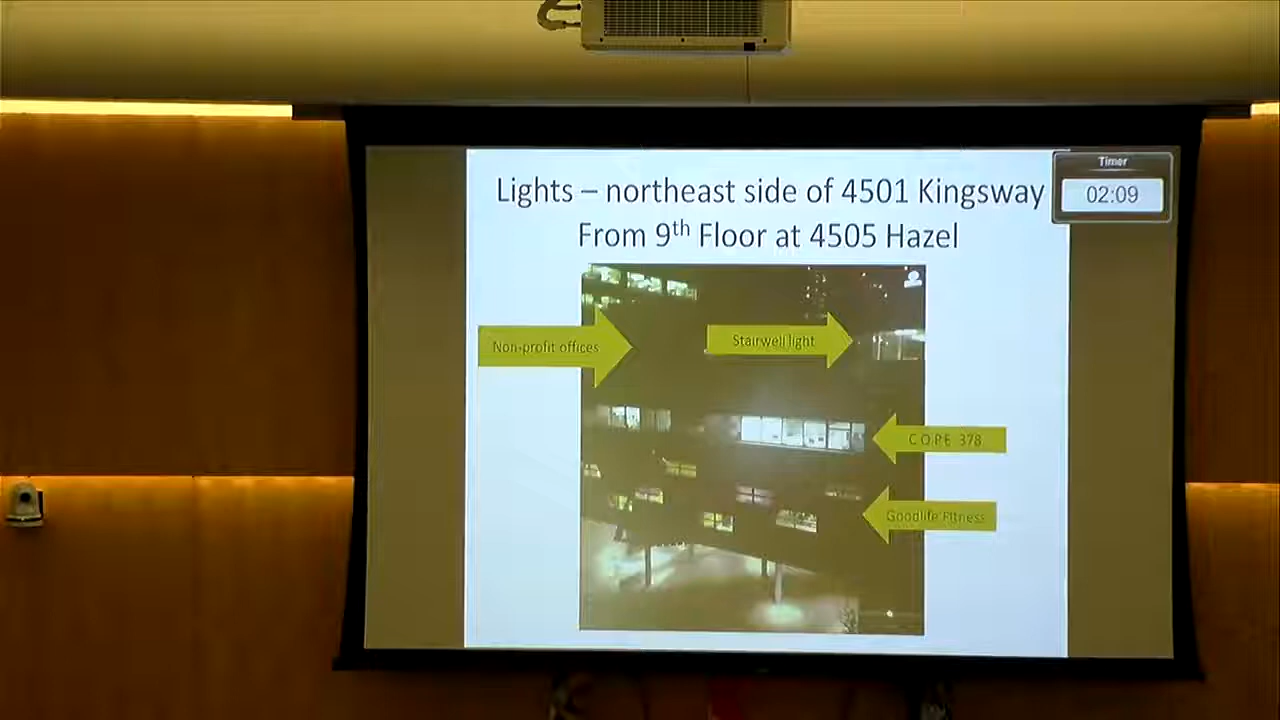 Timer
02:09
Lights – northeast side of 4501 Kingsway
From 9th Floor at 4505 Hazel
Non-profit offices
Stairwell light
C.O.P.E 378
Goodlife Fitness